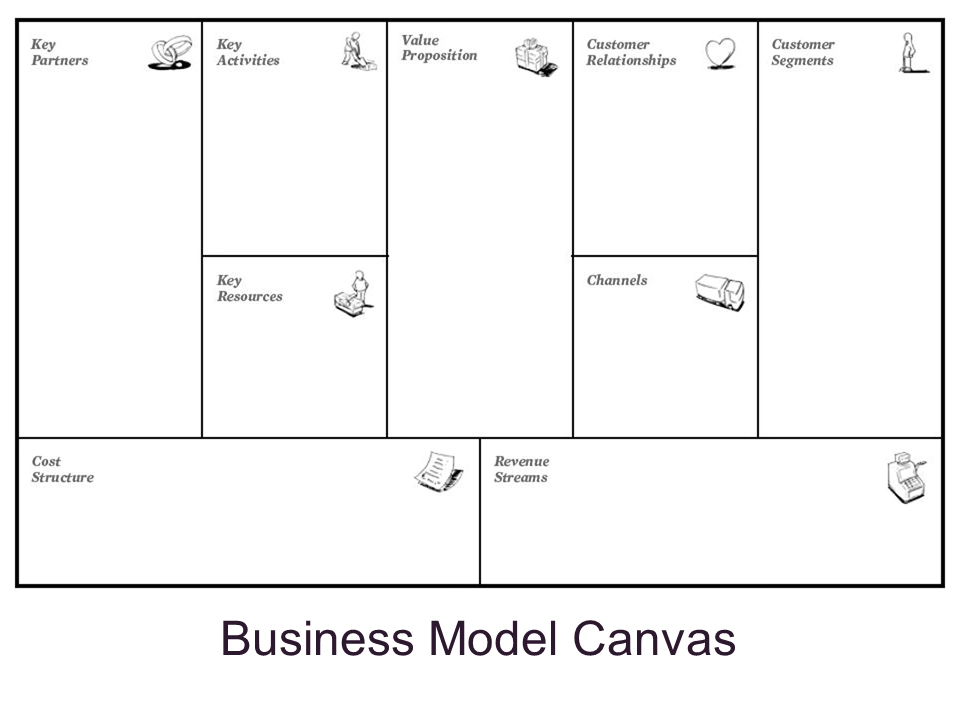 Key
Partners
Key
Activities
Value
Proposition
Customer
Relationships
Customer
Segments
Key
Resources
Channels
Cost
Structure
Revenue
Streams
Business Model Canvas